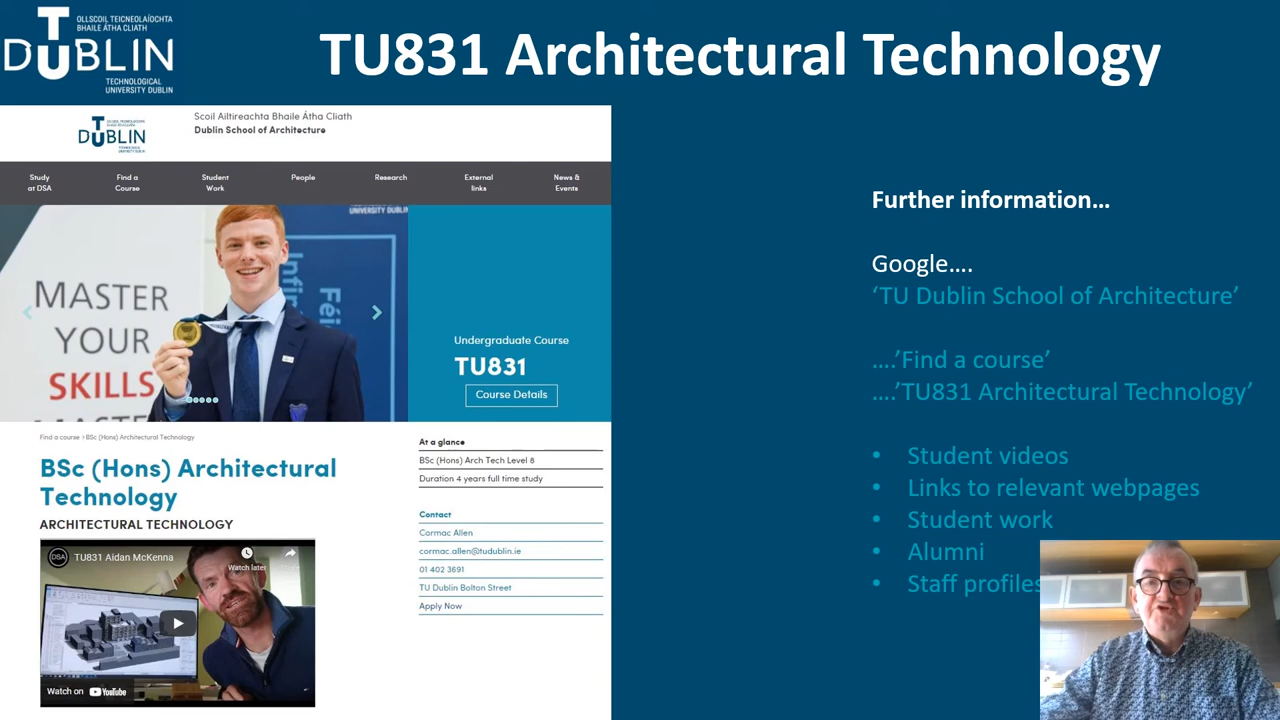 OLLSCOIL TEICNEOLAÍOCHTA
BHAILE ÁTHA CLIATH
TU DUBLIN
TECHNOLOGICAL
UNIVERSITY DUBLIN
TU831 Architectural Technology
TU DUBLIN
Scoil Ailtireachta Bhaile Átha Cliath
Dublin School of Architecture
Study
at DSA
Find a
Course
Student
Work
People
Research
External
links
News &
Events
UNIVERSITY DUBLIN
MASTER
YOUR
SKILLS
Undergraduate Course
TU831
Course Details
Find a course > BSc (Hons) Architectural Technology
BSc (Hons) Architectural
Technology
ARCHITECTURAL TECHNOLOGY
DSA
TU831 Aidan McKenna
Watch later
Watch on YouTube
At a glance
BSc (Hons) Arch Tech Level 8
Duration 4 years full time study
Contact
Cormac Allen
cormac.allen@tudublin.ie
01 402 3691
TU Dublin Bolton Street
Apply Now
Further information…
Google….
‘TU Dublin School of Architecture’
….’Find a course’
….’TU831 Architectural Technology’
• Student videos
• Links to relevant webpages
• Student work
• Alumni
• Staff profiles